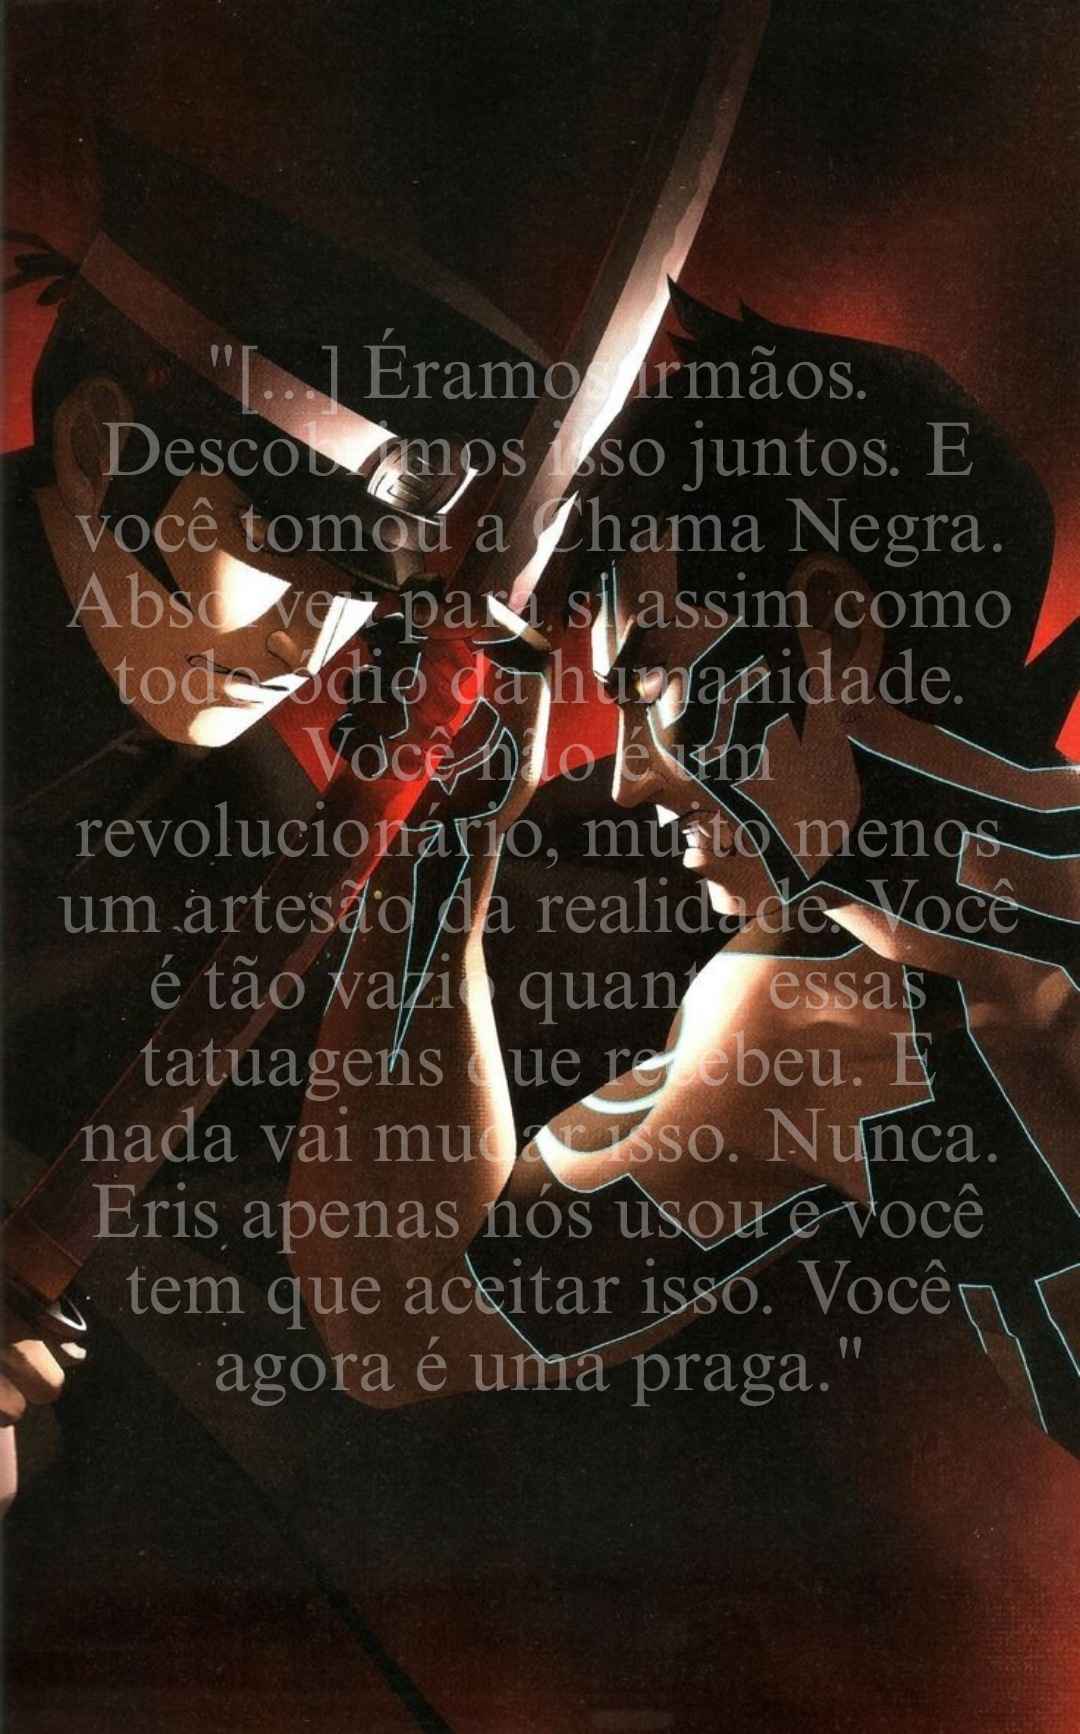 "[...] Éramos irmãos.
Descobrimos isso juntos. E
você tomou a Chama Negra.
Absolveu para si assim como
todo ódio da humanidade.
Você não é um
revolucionário, muito menos
um artesão da realidade. Você
é tão vazio quanto essas
tatuagens que recebeu. E
nada vai mudar isso. Nunca.
Eris apenas nós usou e você
tem que aceitar isso. Você
agora é uma praga."